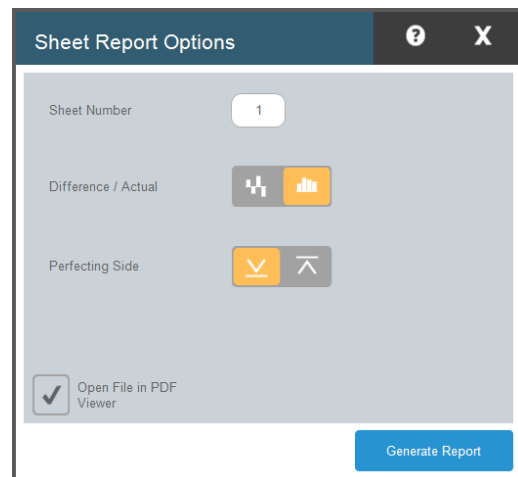 Sheet Report Options
? X
Sheet Number
1
Difference / Actual
Perfecting Side
Open File in PDF
Viewer
Generate Report